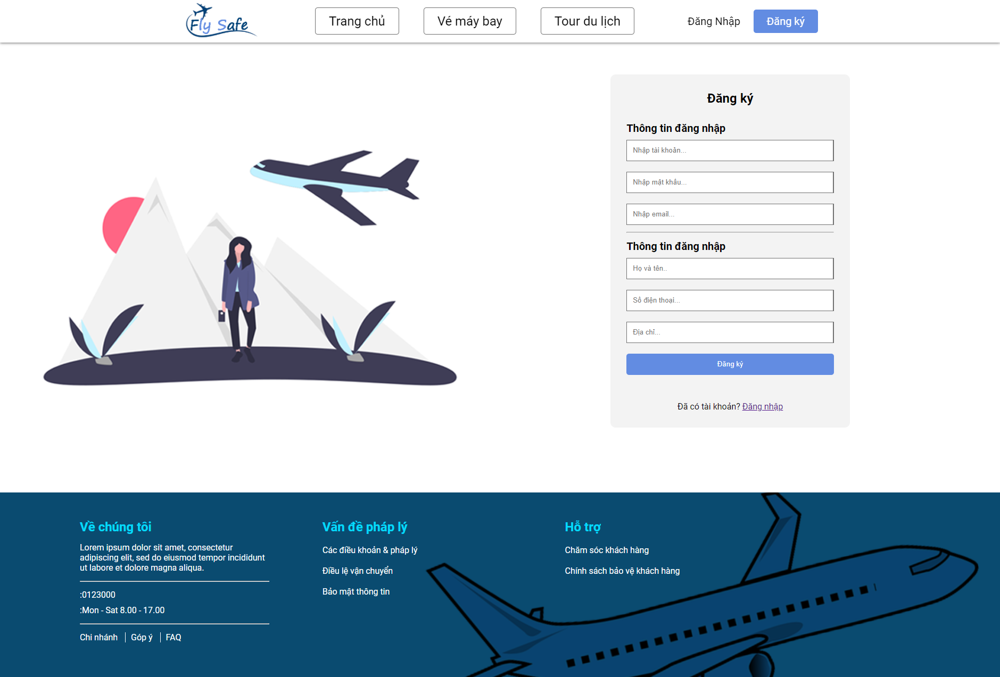 Fly Safe
Trang chủ
Vé máy bay
Tour du lịch
Đăng Nhập
Đăng ký
Đăng ký
Thông tin đăng nhập
Nhập tài khoản...
Nhập mật khẩu...
Nhập email...
Thông tin đăng nhập
Họ và tên..
Số điện thoại...
Địa chỉ...
Đăng ký
Đã có tài khoản? Đăng nhập
Về chúng tôi
Lorem ipsum dolor sit amet, consectetur
adipiscing elit, sed do eiusmod tempor incididunt
ut labore et dolore magna aliqua.
:0123000
:Mon - Sat 8.00 - 17.00
Chi nhánh
Góp ý
FAQ
Vấn đề pháp lý
Các điều khoản & pháp lý
Điều lệ vận chuyển
Bảo mật thông tin
Hỗ trợ
Chăm sóc khách hàng
Chính sách bảo vệ khách hàng